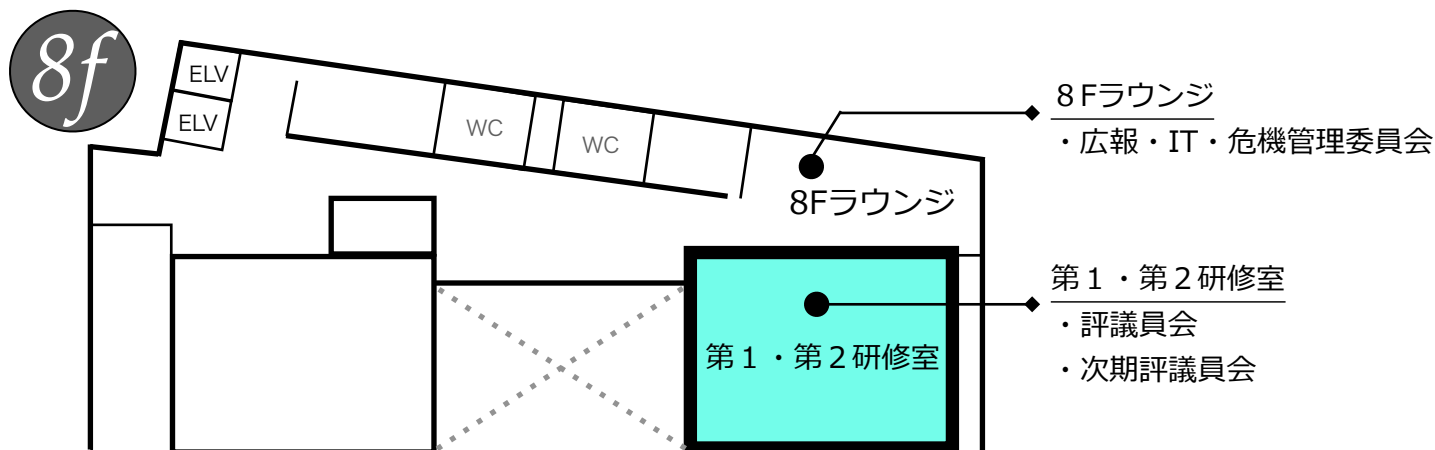 8f
ELV
ELV
WC
WC
8Fラウンジ
第１・第２研修室
８Fラウンジ
・広報・IT・危機管理委員会
第１・第２研修室
・評議員会
・次期評議員会